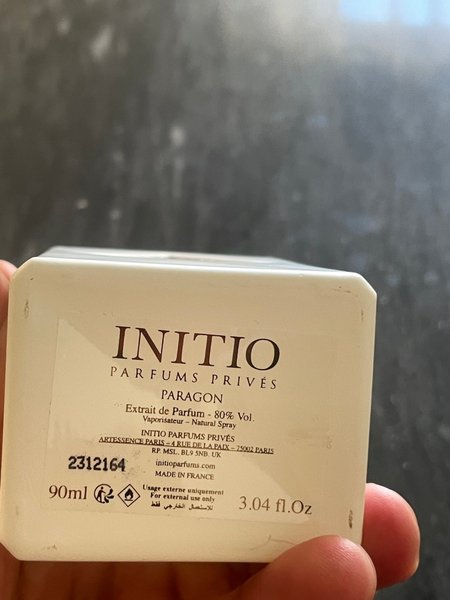 INITIO
PARFUMS PRIVÉS
PARAGON
Extrait de Parfum - 80% Vol.
Vaporisateur – Natural Spray
INITIO PARFUMS PRIVÉS
ARTESSENCE PARIS – 4 RUE DE LA PAIX – 75002 PARIS
RP. MSL. BL9 5NB. UK
2312164
initioparfums.com
MADE IN FRANCE
90ml
Usage externe uniquement
For external use only
للاستعمال الخارجي فقط
3.04 fl.Oz